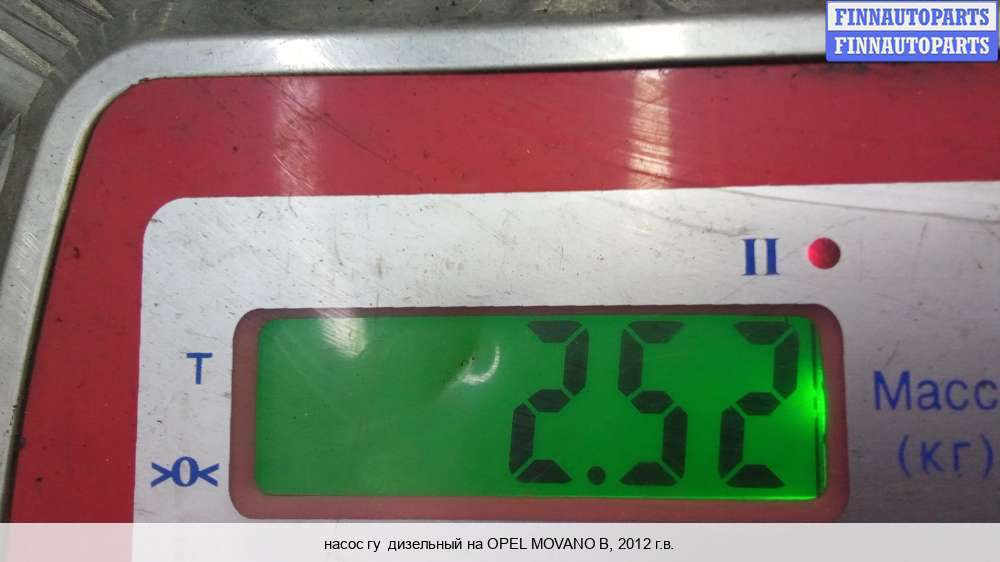 FINNAUTOPARTS
FINNAUTOPARTS
II
T
2.52
Масс
>0<
(кг)
насос гу дизельный на OPEL MOVANO B, 2012 г.в.